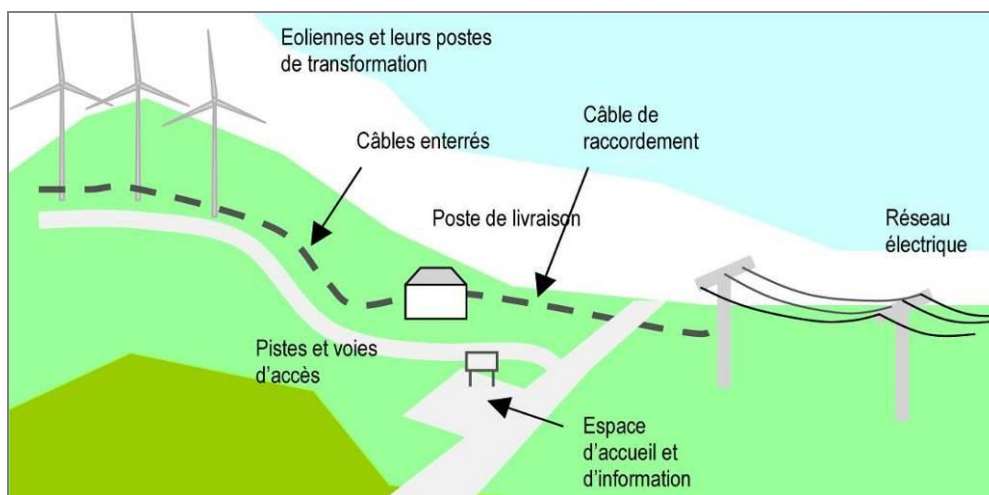 Eoliennes et leurs postes
de transformation
Câbles enterrés
Câble de
raccordement
Poste de livraison
Réseau
électrique
Pistes et voies
d'accès
Espace
d'accueil et
d'information